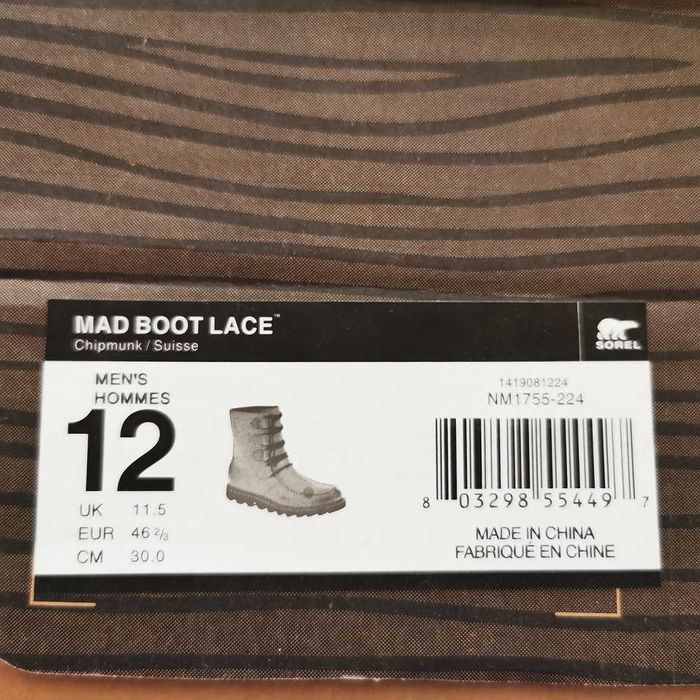 MAD BOOT LACE™
Chipmunk / Suisse
SOREL
MEN'S
HOMMES
12
UK 11.5
EUR 46 2/3
CM 30.0
1419081224
NM1755-224
8 03298 55449 7
MADE IN CHINA
FABRIQUÉ EN CHINE